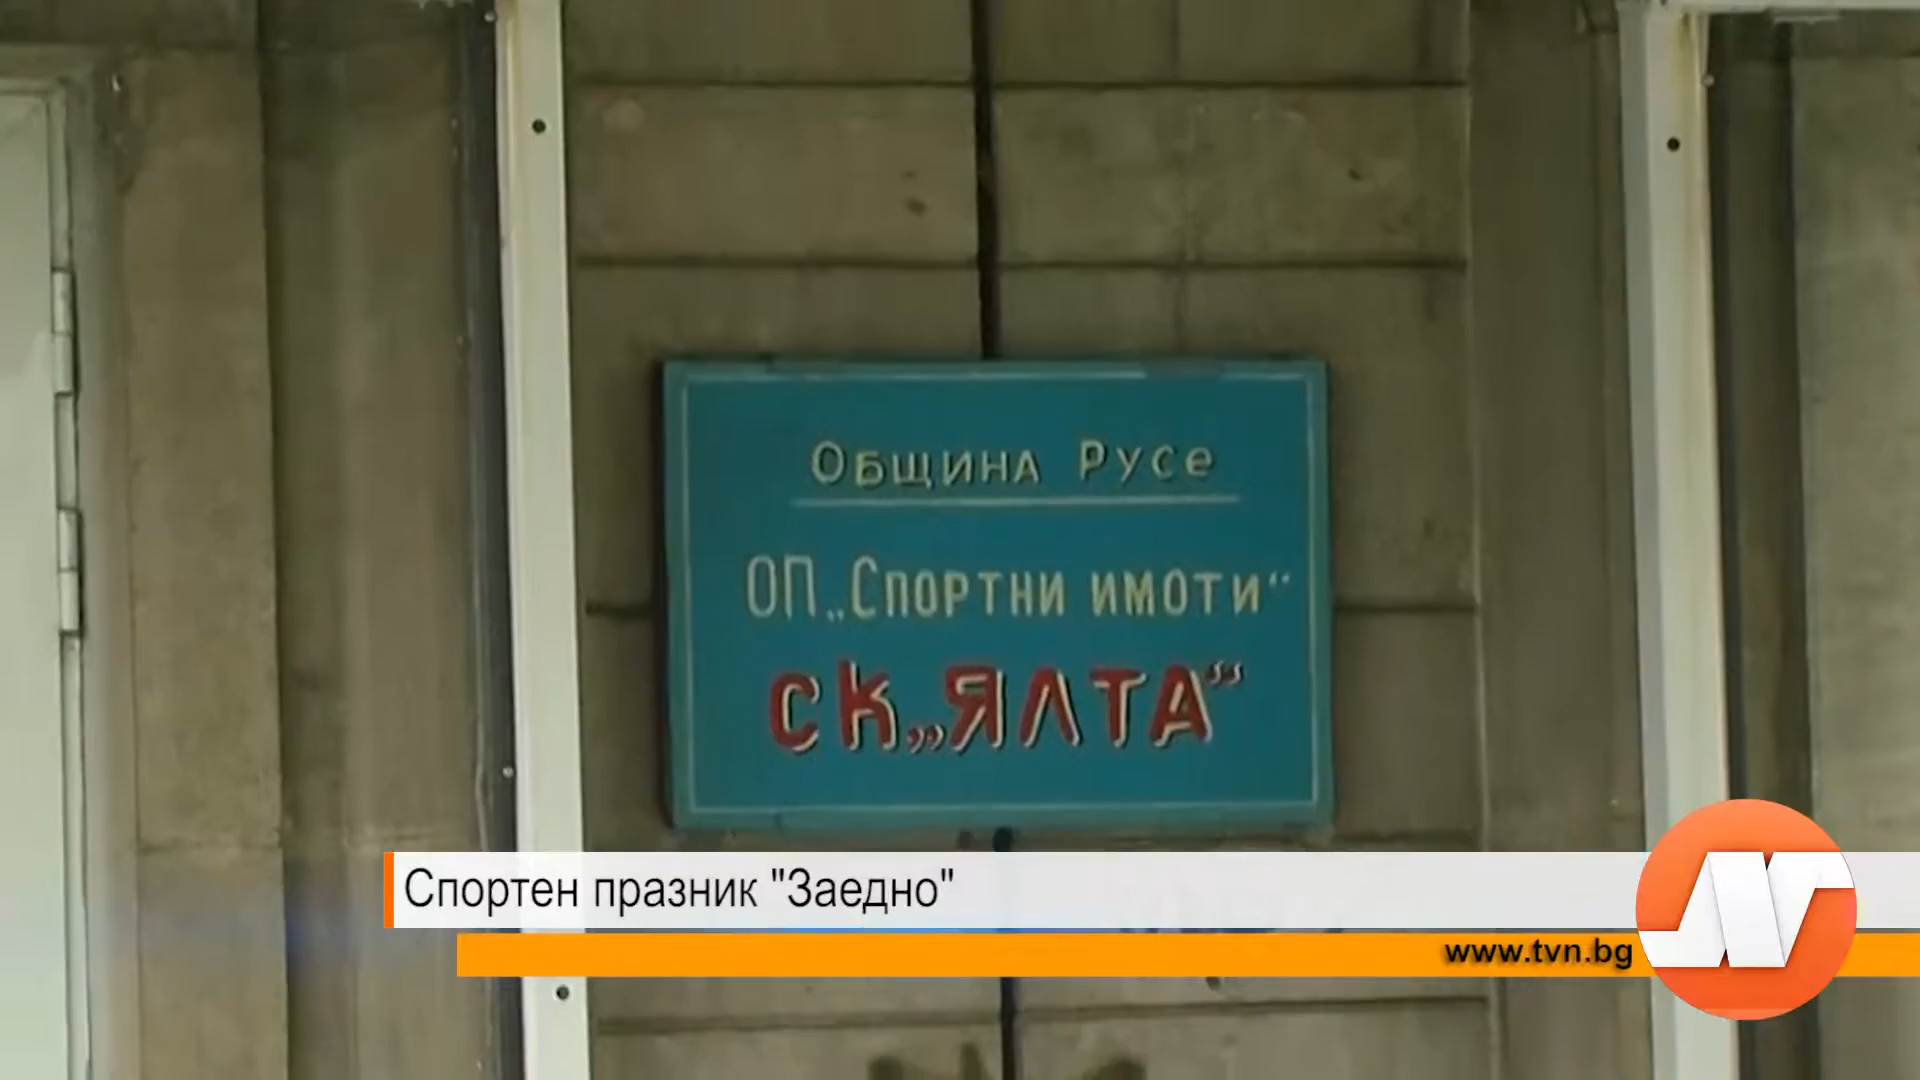 Община Русе
ОП „Спортни имоти“
СК „ЯЛТА“
Спортен празник "Заедно"
www.tvn.bg